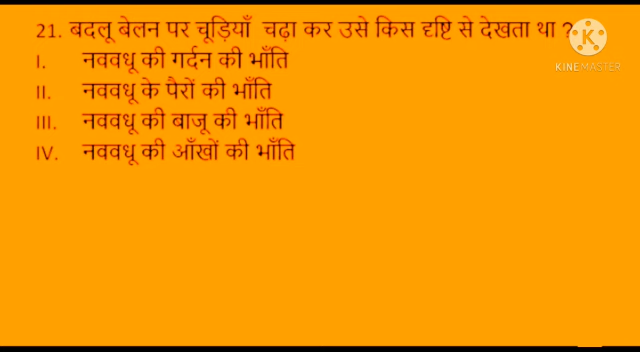 21. बदलू बेलन पर चूड़ियाँ चढ़ा कर उसे किस दृष्टि से देखता था ?
I. नववधू की गर्दन की भाँति
II. नववधू के पैरों की भाँति
III. नववधू की बाजू की भाँति
IV. नववधू की आँखों की भाँति
K
KINEMASTER